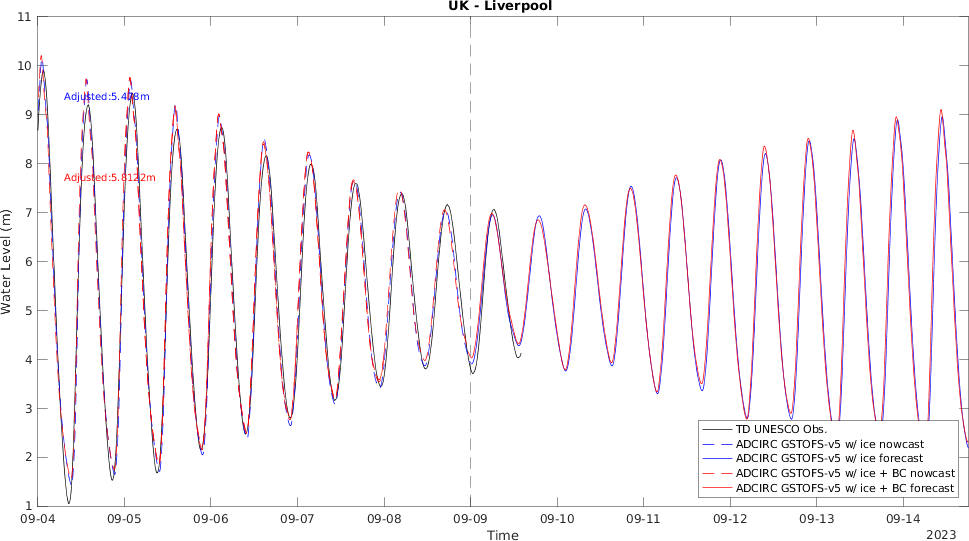 UK - Liverpool
11
10
9
8
7
6
5
4
3
2
1
Water Level (m)
Adjusted:5.478m
Adjusted:5.8122m
TD UNESCO Obs.
ADCIRC GSTOFS-v5 w/ ice nowcast
ADCIRC GSTOFS-v5 w/ ice forecast
ADCIRC GSTOFS-v5 w/ ice + BC nowcast
ADCIRC GSTOFS-v5 w/ ice + BC forecast
09-04 09-05 09-06 09-07 09-08 09-09 09-10 09-11 09-12 09-13 09-14
Time
2023